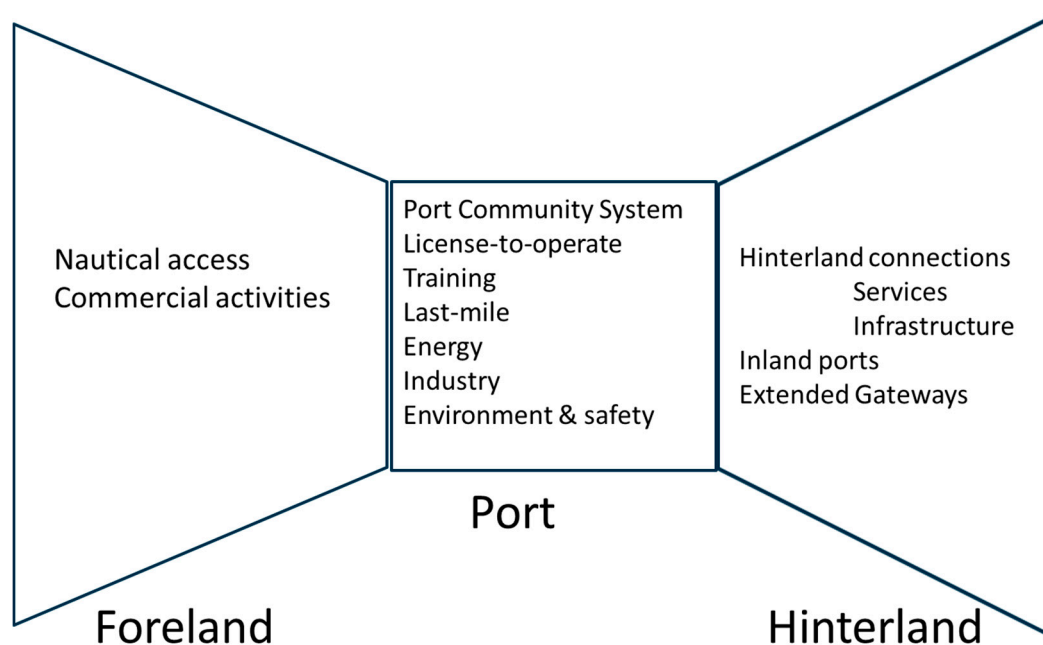 Nautical access
Commercial activities
Port Community System
License-to-operate
Training
Last-mile
Energy
Industry
Environment & safety
Hinterland connections
Services
Infrastructure
Inland ports
Extended Gateways
Port
Foreland
Hinterland